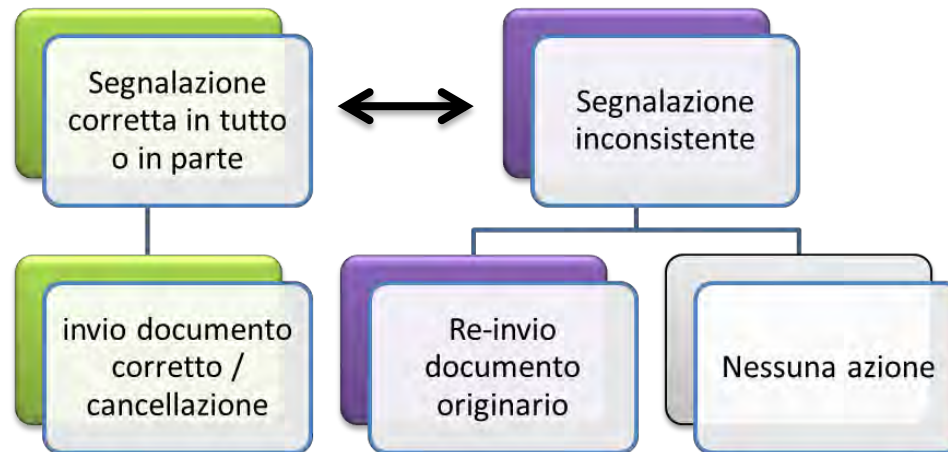 Segnalazione
corretta in tutto
o in parte
Segnalazione
inconsistente
invio documento
corretto /
cancellazione
Re-invio
documento
originario
Nessuna azione